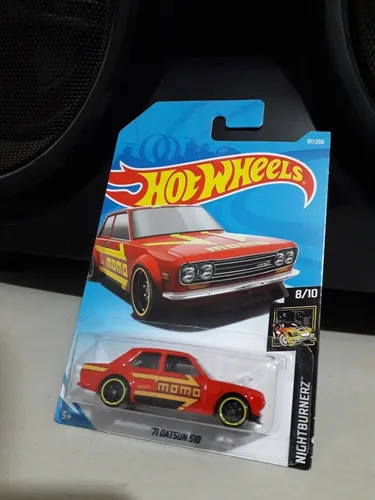 97/250
HOT WHEELS
momo
8/10
momo
NIGHTBURNERZ
'71 DATSUN 510